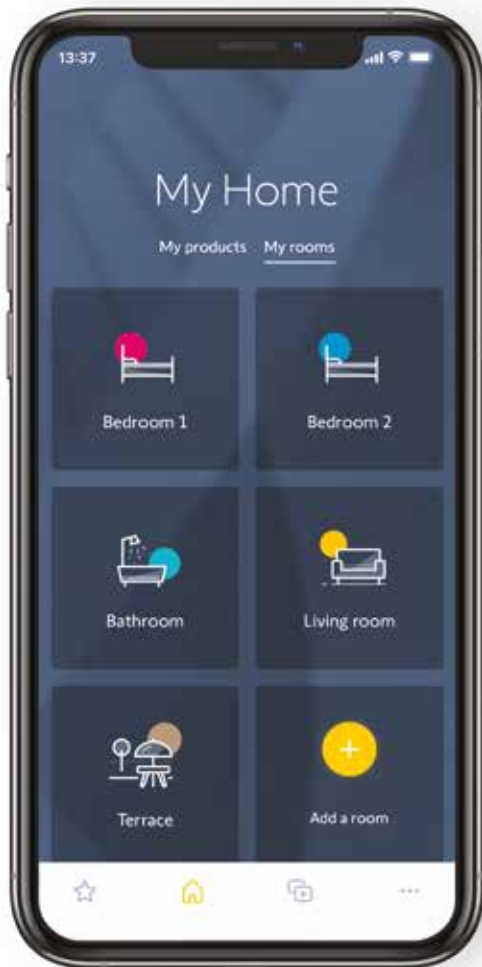 13:37
My Home
My products My rooms
Bedroom 1 Bedroom 2
Bathroom Living room
Terrace Add a room